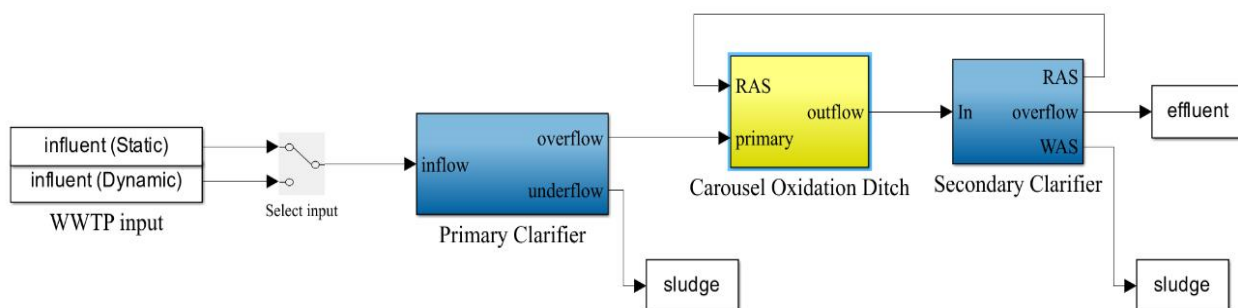 influent (Static)
influent (Dynamic)
WWTP input
Select input
inflow
overflow
underflow
Primary Clarifier
sludge
RAS
primary
outflow
Carousel Oxidation Ditch
In
RAS
overflow
WAS
Secondary Clarifier
effluent
sludge